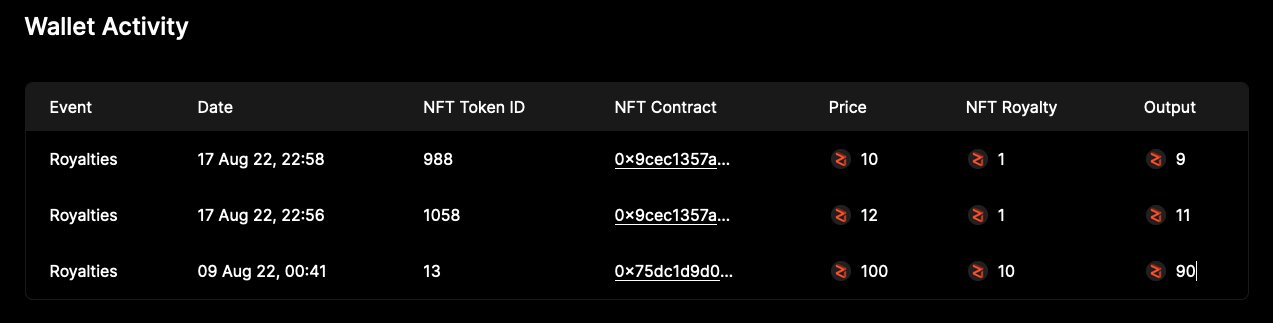 Wallet Activity
Event Date NFT Token ID NFT Contract Price NFT Royalty Output
Royalties 17 Aug 22, 22:58 988 0x9cec1357a... 10 1 9
Royalties 17 Aug 22, 22:56 1058 0x9cec1357a... 12 1 11
Royalties 09 Aug 22, 00:41 13 0x75dc1d9d0... 100 10 90